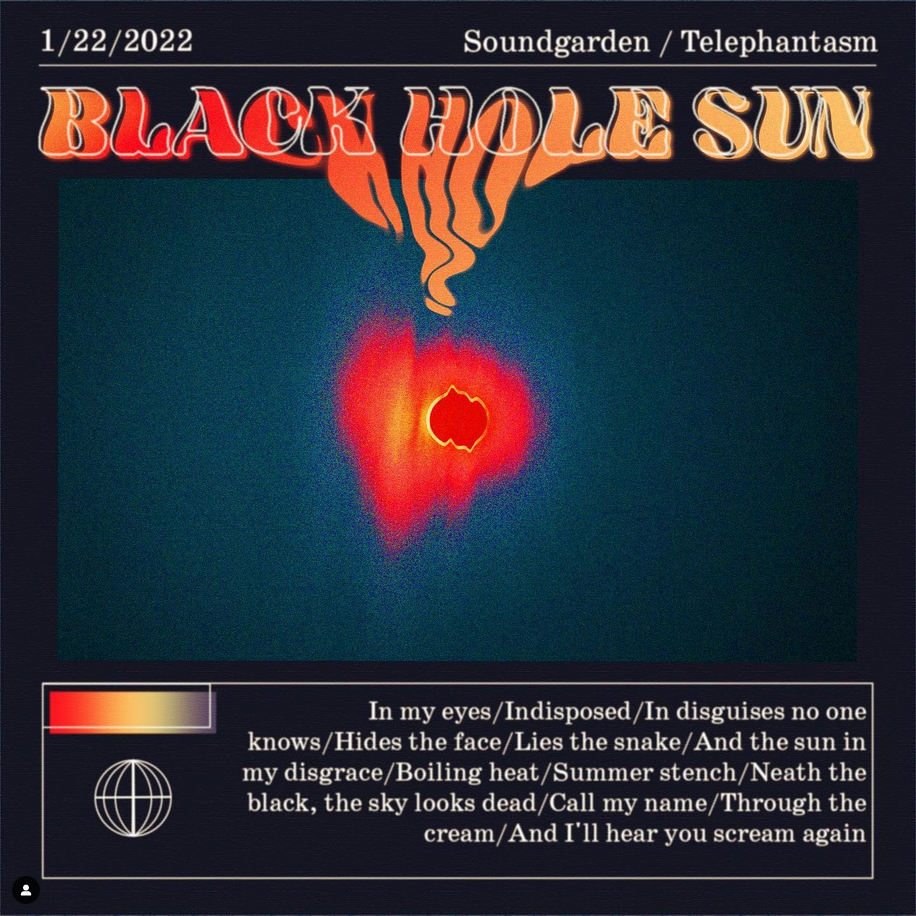 1/22/2022
Soundgarden / Telephantasm
BLACK HOLE SUN
In my eyes/Indisposed/In disguises no one
knows/Hides the face/Lies the snake/And the sun in
my disgrace/Boiling heat/Summer stench/Neath the
black, the sky looks dead/Call my name/Through the
cream/And I'll hear you scream again